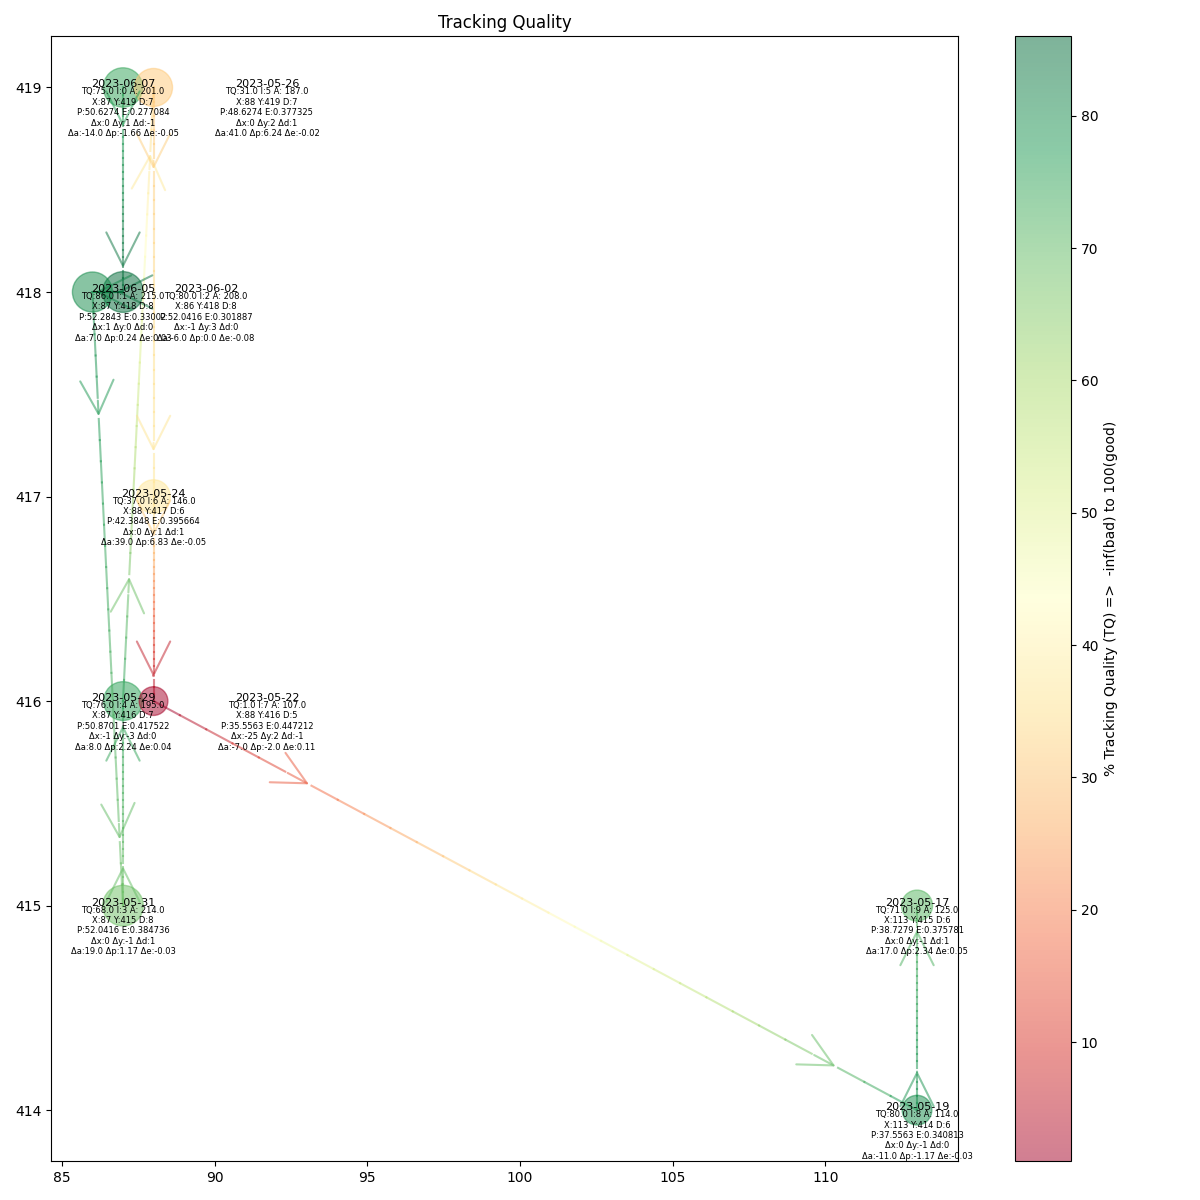 Tracking Quality
419
418
417
416
415
414
85
90
95
100
105
110
2023-06-07
TQ:75.0 I:0 A: 201.0
X:87 Y:419 D:7
P:50.6274 E:0.277084
Δx:0 Δy:1 Δd:-1
Δa:-14.0 Δp:-1.66 Δe:-0.05
2023-05-26
TQ:31.0 I:5 A: 187.0
X:88 Y:419 D:7
P:48.6274 E:0.377325
Δx:0 Δy:2 Δd:1
Δa:41.0 Δp:6.24 Δe:-0.02
2023-06-05
TQ:86.0 I:1 A: 215.0
X:87 Y:418 D:8
P:52.2843 E:0.33002
Δx:1 Δy:0 Δd:0
Δa:7.0 Δp:0.24 Δe:0.03
2023-06-02
TQ:80.0 I:2 A: 208.0
X:86 Y:418 D:8
P:52.0416 E:0.301887
Δx:-1 Δy:3 Δd:0
Δa:-6.0 Δp:0.0 Δe:-0.08
2023-05-24
TQ:37.0 I:6 A: 146.0
X:88 Y:417 D:6
P:42.3848 E:0.395664
Δx:0 Δy:1 Δd:1
Δa:39.0 Δp:6.83 Δe:-0.05
2023-05-29
TQ:76.0 I:4 A: 195.0
X:87 Y:416 D:7
P:50.8701 E:0.417522
Δx:-1 Δy:-3 Δd:0
Δa:8.0 Δp:2.24 Δe:0.04
2023-05-22
TQ:1.0 I:7 A: 107.0
X:88 Y:416 D:5
P:35.5563 E:0.447212
Δx:-25 Δy:2 Δd:-1
Δa:-7.0 Δp:-2.0 Δe:0.11
2023-05-31
TQ:68.0 I:3 A: 214.0
X:87 Y:415 D:8
P:52.0416 E:0.384736
Δx:0 Δy:-1 Δd:1
Δa:19.0 Δp:1.17 Δe:-0.03
2023-05-17
TQ:71.0 I:9 A: 125.0
X:113 Y:415 D:6
P:38.7279 E:0.375781
Δx:0 Δy:-1 Δd:1
Δa:17.0 Δp:2.34 Δe:0.05
2023-05-19
TQ:80.0 I:8 A: 114.0
X:113 Y:414 D:6
P:37.5563 E:0.340813
Δx:0 Δy:-1 Δd:0
Δa:-11.0 Δp:-1.17 Δe:-0.03
80
70
60
50
40
30
20
10
% Tracking Quality (TQ) => -inf(bad) to 100(good)